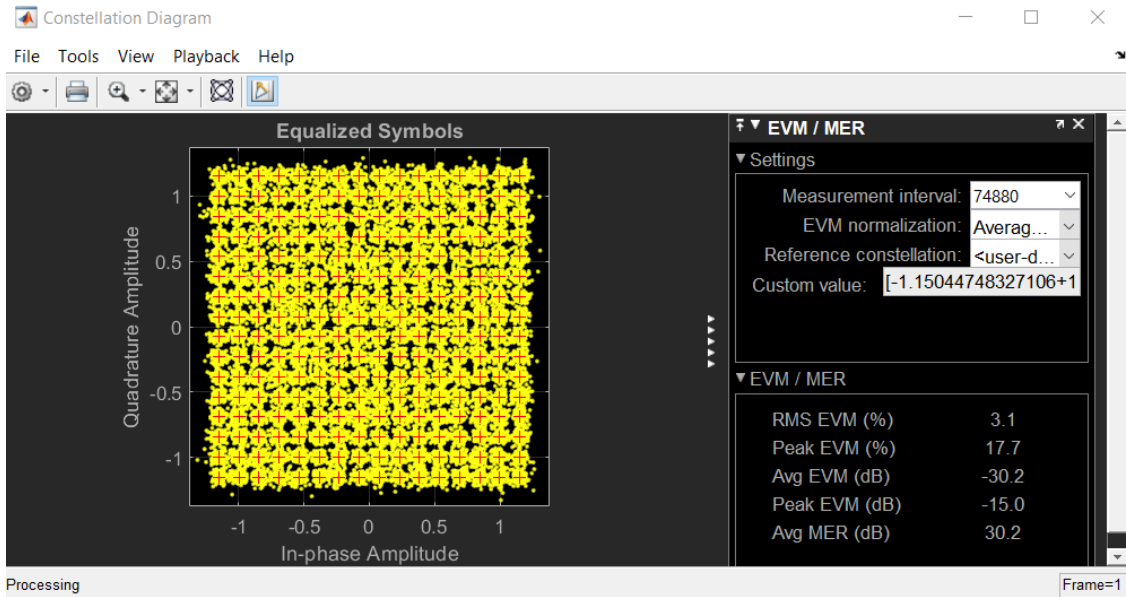 Constellation Diagram
File Tools View Playback Help
Equalized Symbols
1
0.5
0
-0.5
-1
Quadrature Amplitude
-1 -0.5 0 0.5 1
In-phase Amplitude
EVM / MER
Settings
Measurement interval: 74880
EVM normalization: Averag...
Reference constellation: <user-d...
Custom value: [-1.15044748327106+1
EVM / MER
RMS EVM (%) 3.1
Peak EVM (%) 17.7
Avg EVM (dB) -30.2
Peak EVM (dB) -15.0
Avg MER (dB) 30.2
Processing Frame=1